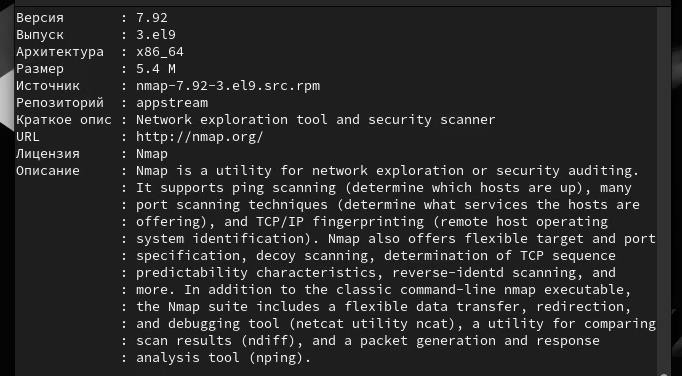 Версия : 7.92
Выпуск : 3.el9
Архитектура : x86_64
Размер : 5.4 M
Источник : nmap-7.92-3.el9.src.rpm
Репозиторий : appstream
Краткое опис : Network exploration tool and security scanner
URL : http://nmap.org/
Лицензия : Nmap
Описание : Nmap is a utility for network exploration or security auditing.
: It supports ping scanning (determine which hosts are up), many
: port scanning techniques (determine what services the hosts are
: offering), and TCP/IP fingerprinting (remote host operating
: system identification). Nmap also offers flexible target and port
: specification, decoy scanning, determination of TCP sequence
: predictability characteristics, reverse-identd scanning, and
: more. In addition to the classic command-line nmap executable,
: the Nmap suite includes a flexible data transfer, redirection,
: and debugging tool (netcat utility ncat), a utility for comparing
: scan results (ndiff), and a packet generation and response
: analysis tool (nping).